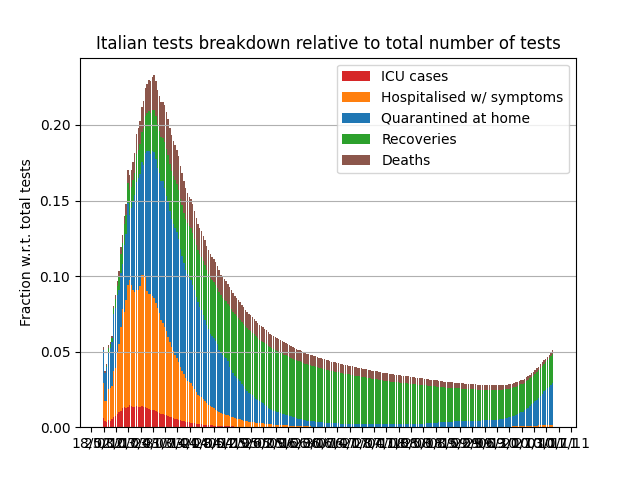 Italian tests breakdown relative to total number of tests
ICU cases
Hospitalised w/ symptoms
Quarantined at home
Recoveries
Deaths
Fraction w.r.t. total tests
0.20
0.15
0.10
0.05
0.00